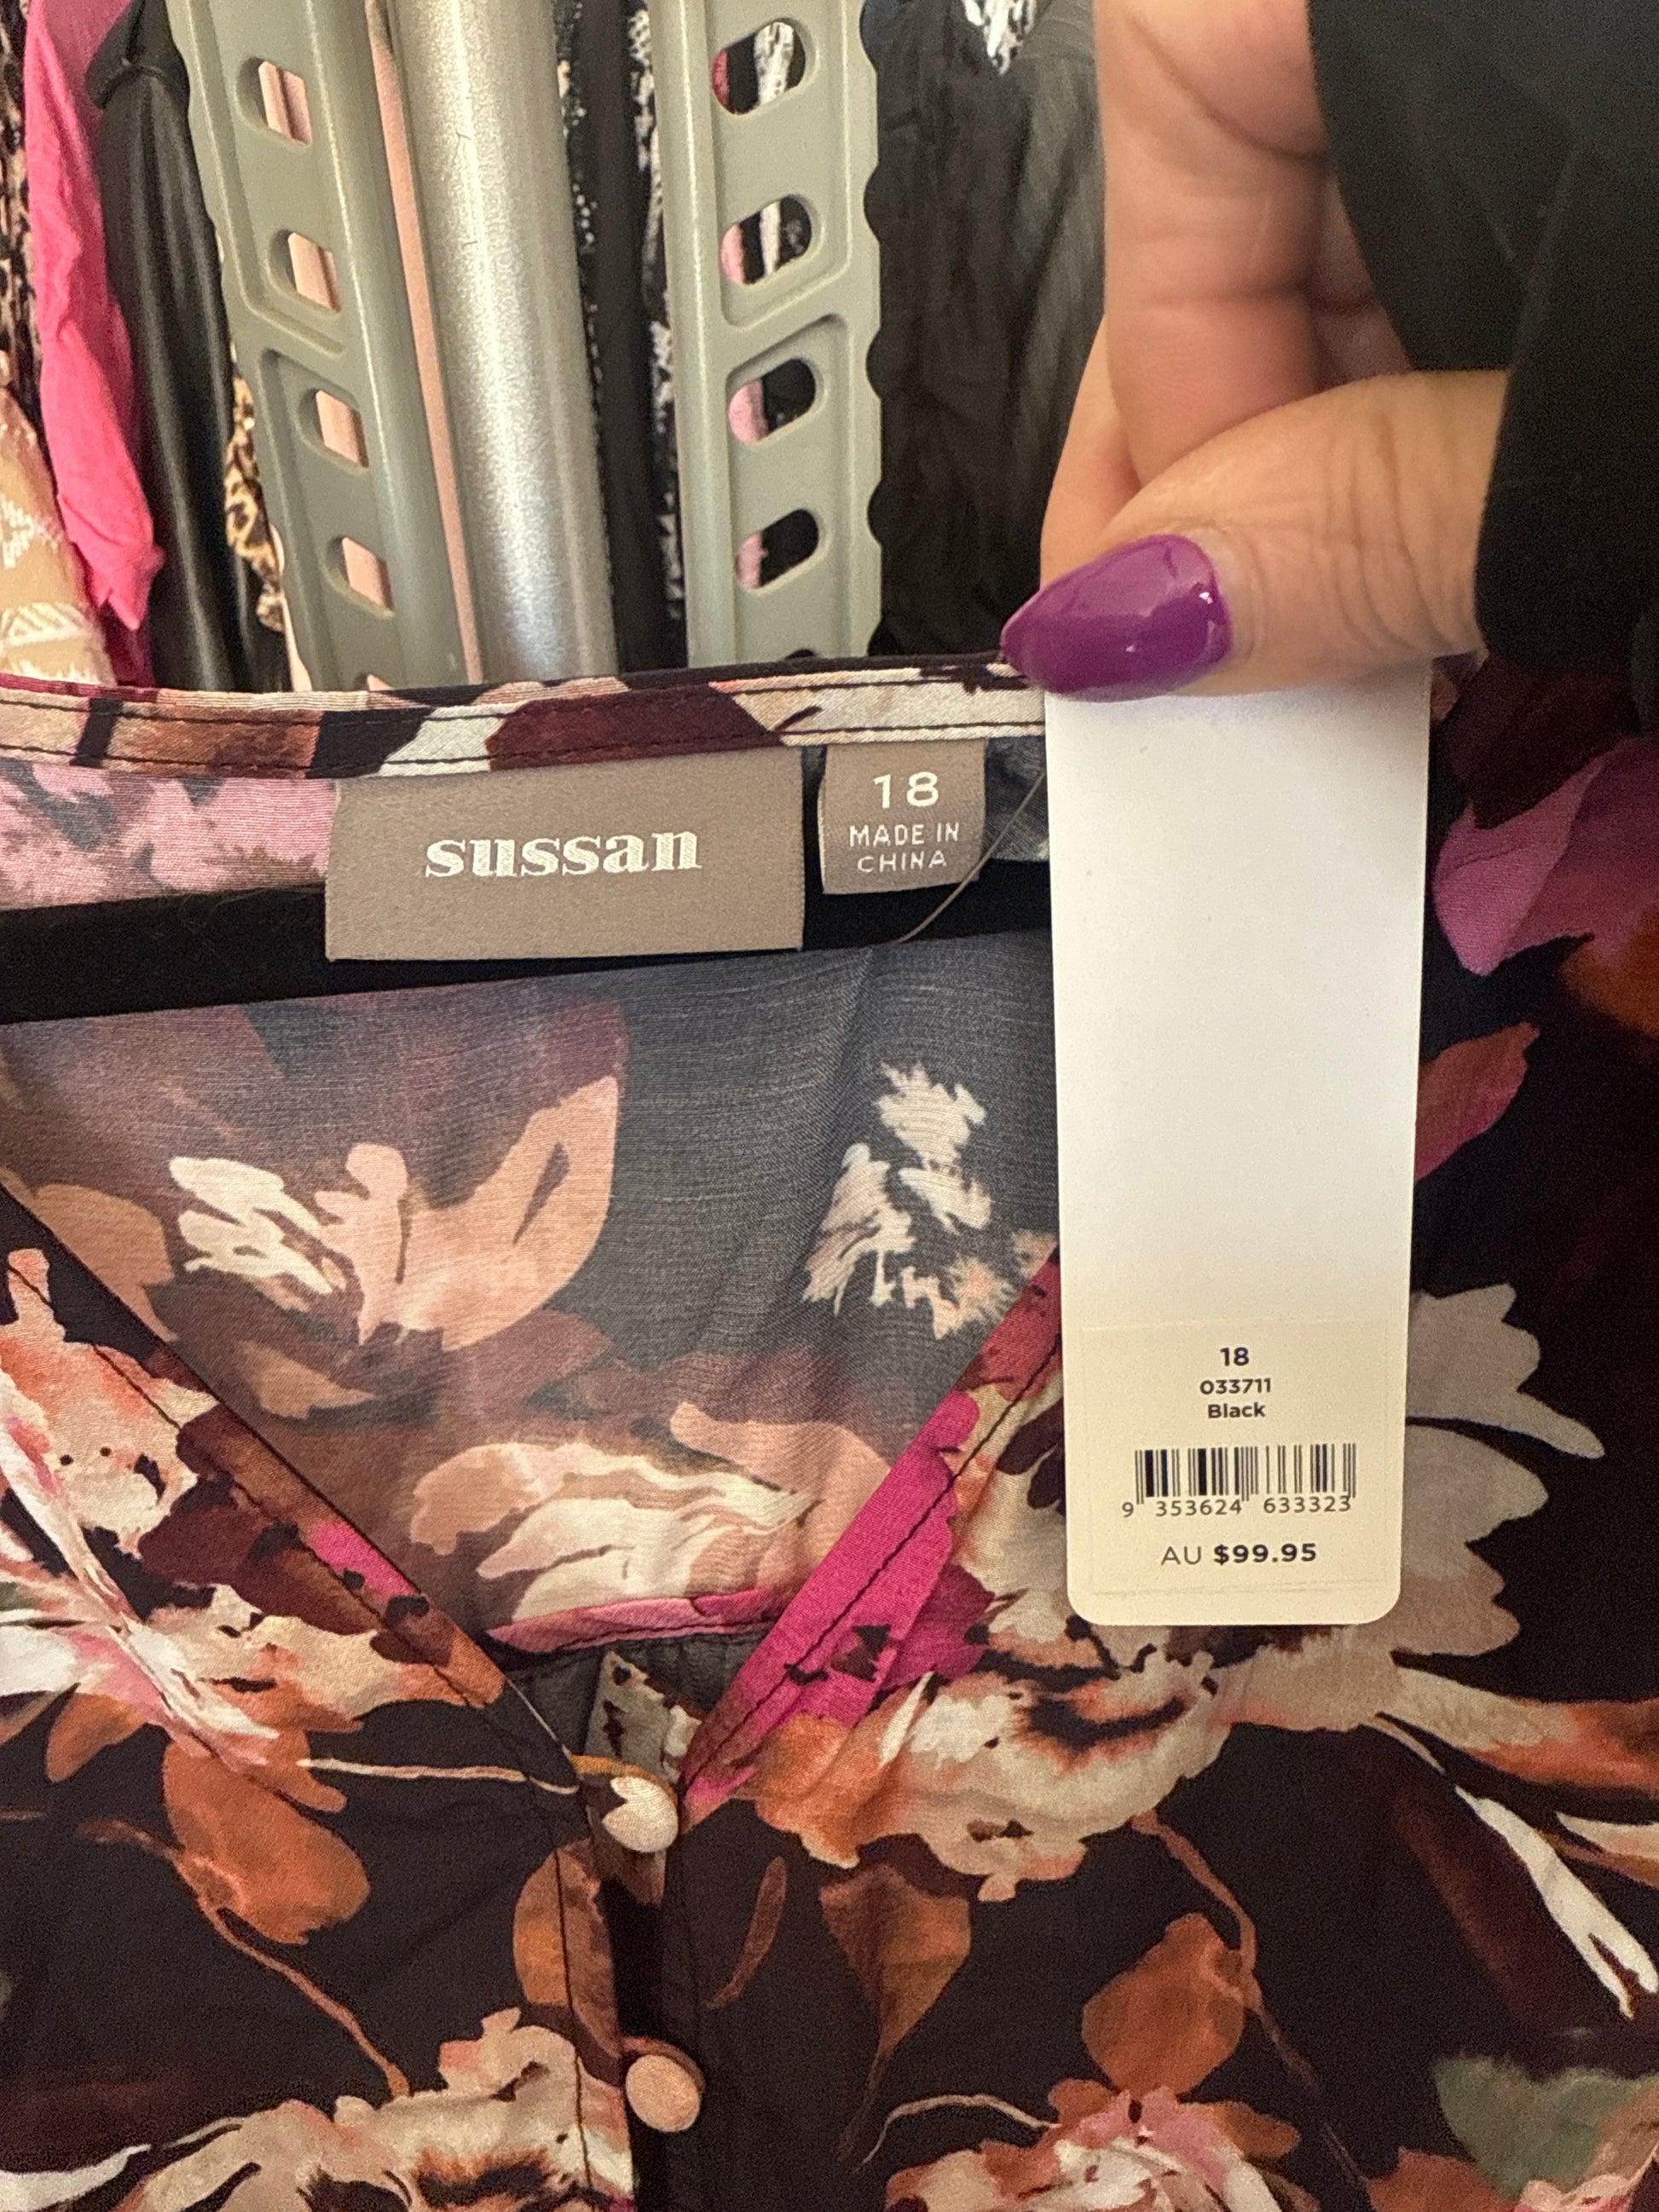 sussan
18
MADE IN
CHINA
18
033711
Black
9 353624 633323
AU $99.95